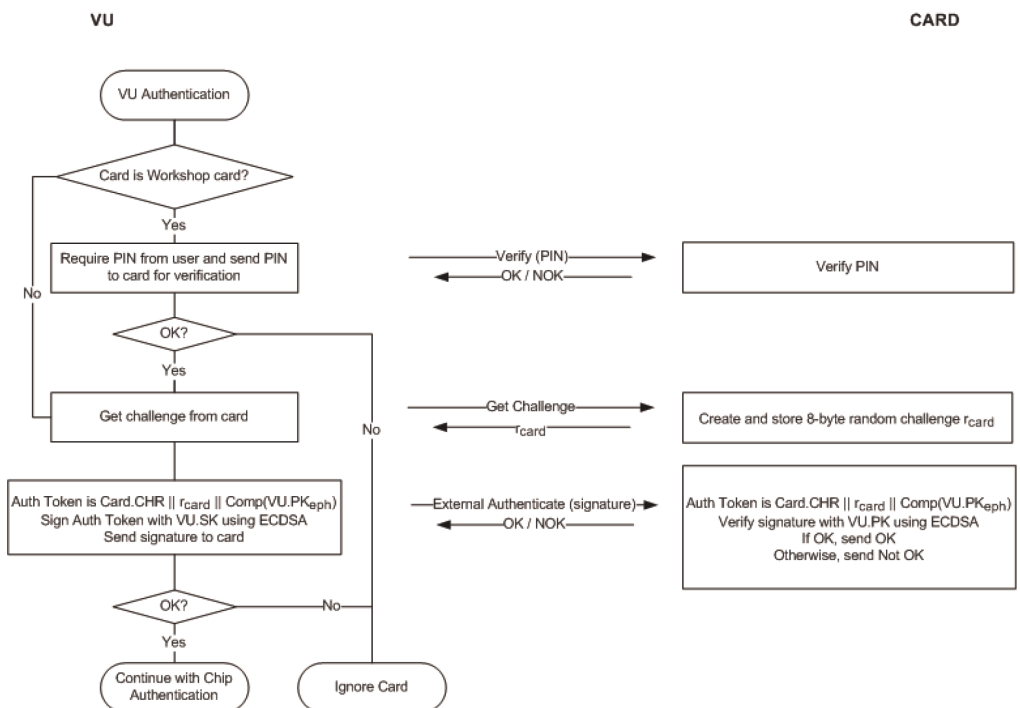 VU
CARD
VU Authentication
Card is Workshop card?
Yes
Require PIN from user and send PIN
to card for verification
Verify (PIN)
OK / NOK
Verify PIN
No
OK?
Yes
Get challenge from card
Get Challenge
rcard
Create and store 8-byte random challenge rcard
No
Auth Token is Card.CHR || rcard || Comp(VU.PKeph)
Sign Auth Token with VU.SK using ECDSA
Send signature to card
External Authenticate (signature)
OK / NOK
Auth Token is Card.CHR || rcard || Comp(VU.PKeph)
Verify signature with VU.PK using ECDSA
If OK, send OK
Otherwise, send Not OK
OK?
No
Yes
Continue with Chip
Authentication
Ignore Card